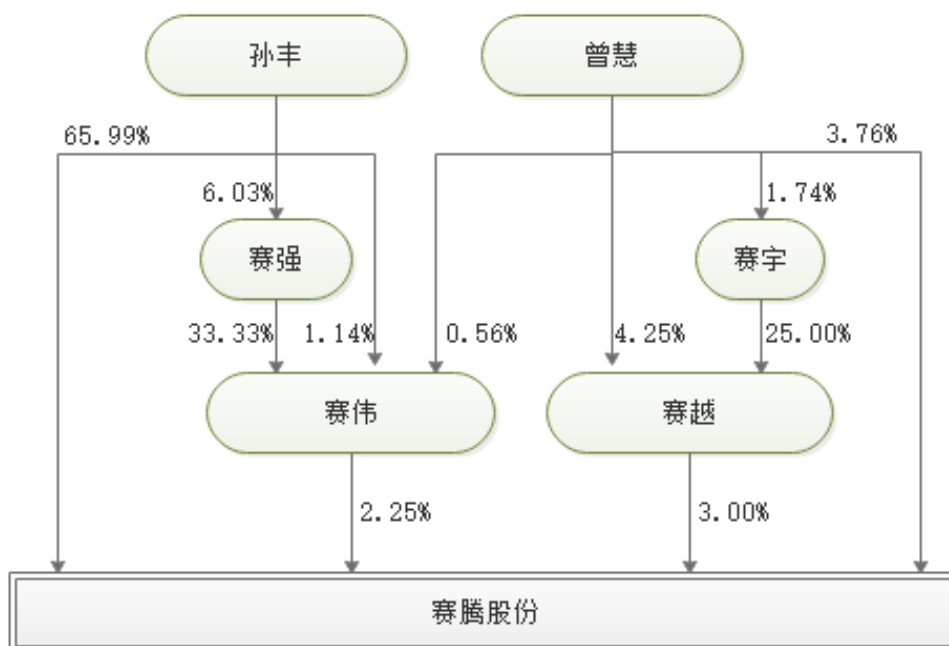 孙丰
曾慧
65.99%
3.76%
6.03%
1.74%
赛强
赛宇
33.33%
1.14%
0.56%
4.25%
25.00%
赛伟
赛越
2.25%
3.00%
赛腾股份